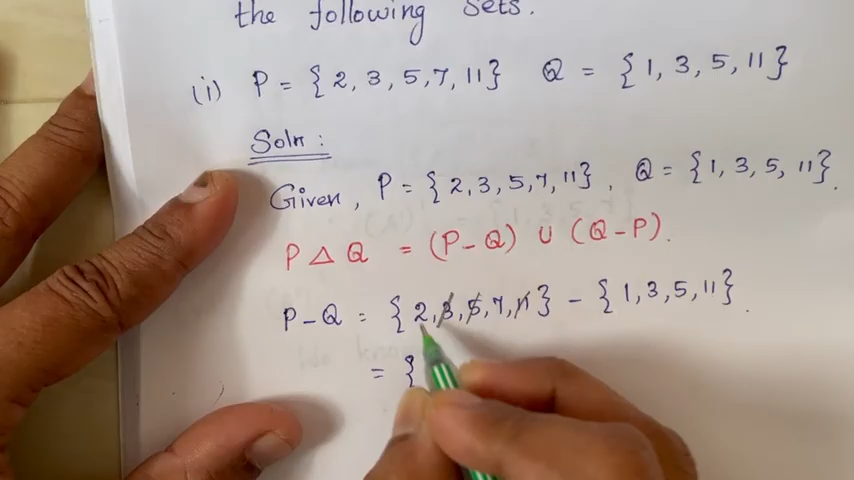 the following sets.
(i) P = {2, 3, 5, 7, 11} Q = {1, 3, 5, 11}
Soln :
Given, P = {2, 3, 5, 7, 11}, Q = {1, 3, 5, 11}.
P Δ Q = (P - Q) ∪ (Q - P).
P - Q = {2, 3, 5, 7, 11} - {1, 3, 5, 11}.
= {